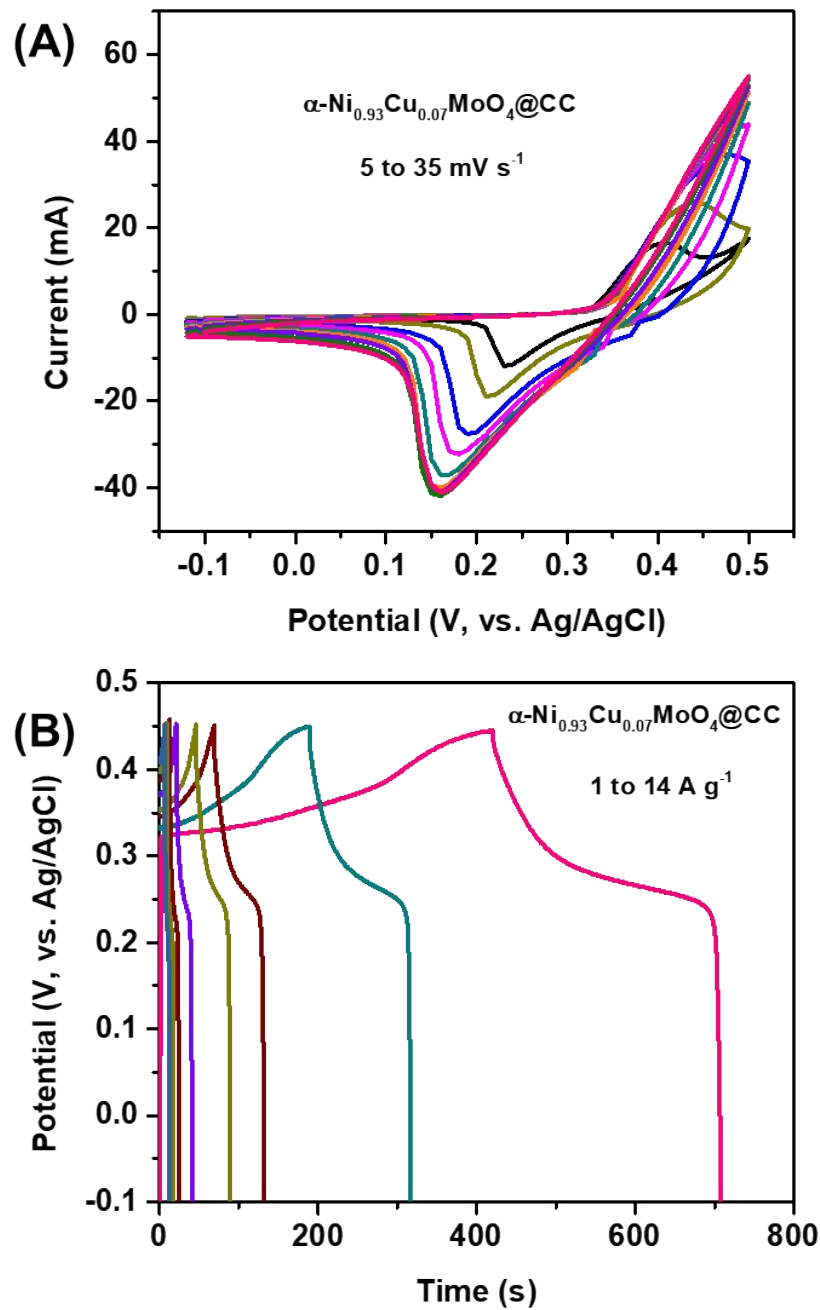 (A)
60
40
20
0
-20
-40
Current (mA)
α-Ni0.93Cu0.07MoO4@CC
5 to 35 mV s-1
-0.1 0.0 0.1 0.2 0.3 0.4 0.5
Potential (V, vs. Ag/AgCl)
(B)
0.5
0.4
0.3
0.2
0.1
0.0
-0.1
Potential (V, vs. Ag/AgCl)
α-Ni0.93Cu0.07MoO4@CC
1 to 14 A g-1
0 200 400 600 800
Time (s)